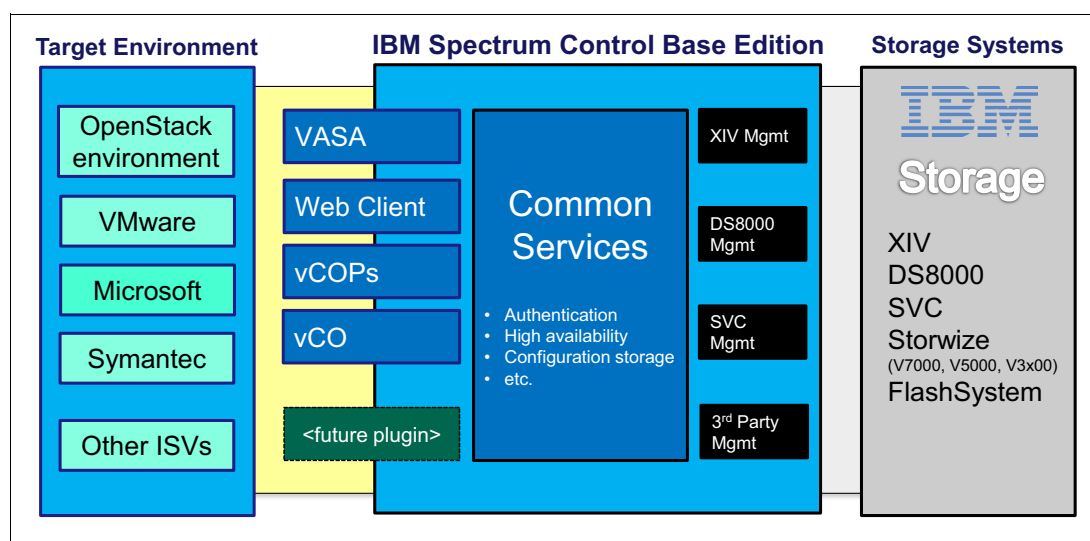 Target Environment
OpenStack
environment
VMware
Microsoft
Symantec
Other ISVs
IBM Spectrum Control Base Edition
VASA
Web Client
vCOPs
vCO
<future plugin>
Common
Services
• Authentication
• High availability
• Configuration storage
• etc.
XIV Mgmt
DS8000
Mgmt
SVC
Mgmt
3rd Party
Mgmt
Storage Systems
IBM
Storage
XIV
DS8000
SVC
Storwize
(V7000, V5000, V3x00)
FlashSystem